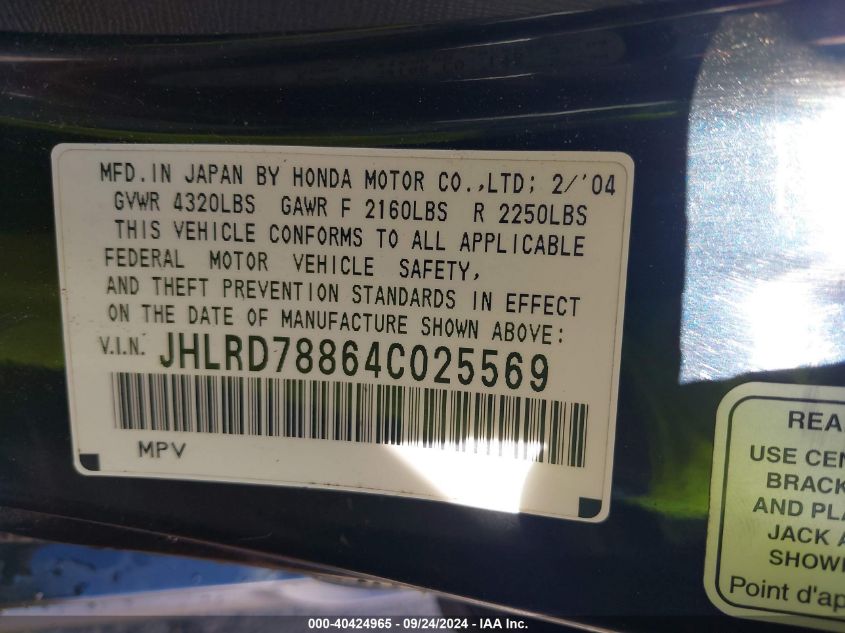 MFD. IN JAPAN BY HONDA MOTOR CO.,LTD; 2/'04
GVWR 4320LBS GAWR F 2160LBS R 2250LBS
THIS VEHICLE CONFORMS TO ALL APPLICABLE
FEDERAL MOTOR VEHICLE SAFETY,
AND THEFT PREVENTION STANDARDS IN EFFECT
ON THE DATE OF MANUFACTURE SHOWN ABOVE:
V.I.N. JHLRD78864C025569
MPV
REA
USE CEN
BRACK
AND PLA
JACK A
SHOW
Point d'ap
000-40424965 - 09/24/2024 - IAA Inc.